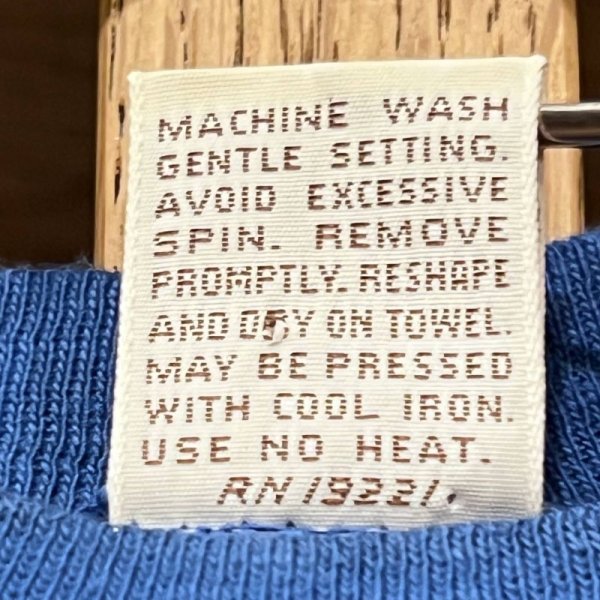 MACHINE WASH
GENTLE SETTING.
AVOID EXCESSIVE
SPIN. REMOVE
PROMPTLY. RESHAPE
AND DRY ON TOWEL.
MAY BE PRESSED
WITH COOL IRON.
USE NO HEAT.
RN 19221.